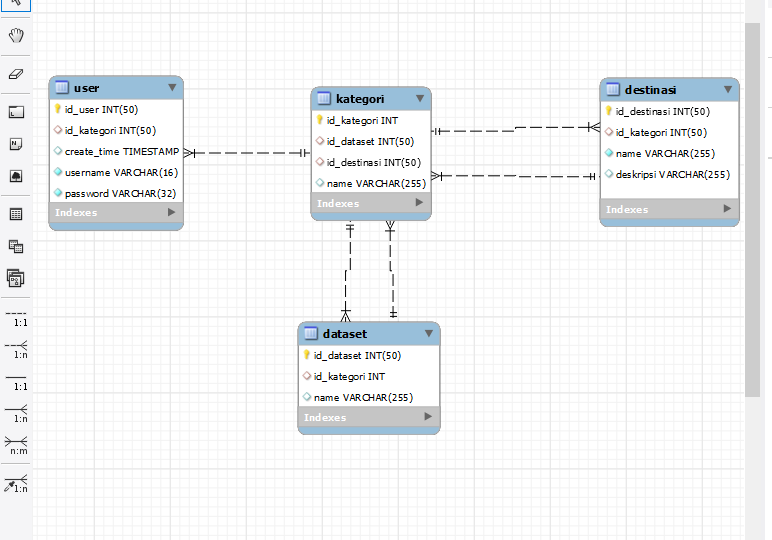 user
id_user INT(50)
id_kategori INT(50)
create_time TIMESTAMP
username VARCHAR(16)
password VARCHAR(32)
Indexes
kategori
id_kategori INT
id_dataset INT(50)
id_destinasi INT(50)
name VARCHAR(255)
Indexes
destinasi
id_destinasi INT(50)
id_kategori INT(50)
name VARCHAR(255)
deskripsi VARCHAR(255)
Indexes
dataset
id_dataset INT(50)
id_kategori INT
name VARCHAR(255)
Indexes
1:1
1:n
1:1
1:n
n:m
1:n